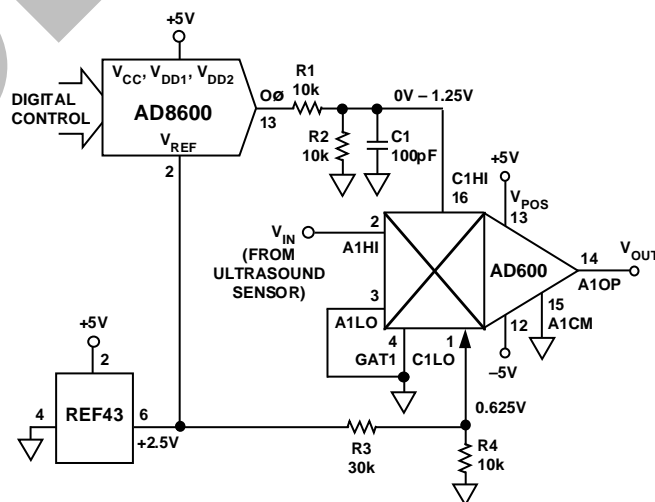 +5V
VCC, VDD1, VDD2
AD8600
VREF
2
DIGITAL
CONTROL
OØ
13
R1
10k
R2
10k
C1
100pF
0V – 1.25V
C1HI
16
+5V
VPOS
13
VIN
(FROM
ULTRASOUND
SENSOR)
2
A1HI
3
A1LO
4
GAT1
1
C1LO
AD600
14
A1OP
VOUT
15
A1CM
12
–5V
+5V
2
REF43
4
6
+2.5V
R3
30k
0.625V
R4
10k